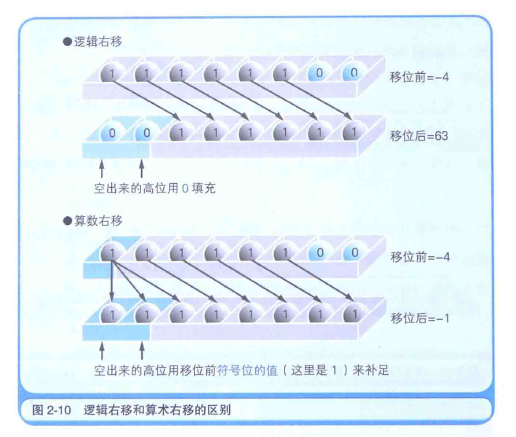 ●逻辑右移
1 1 1 1 1 1 0 0 移位前=−4
0 0 1 1 1 1 1 1 移位后=63
空出来的高位用 0 填充
●算数右移
1 1 1 1 1 1 0 0 移位前=−4
1 1 1 1 1 1 1 1 移位后=−1
空出来的高位用移位前符号位的值（这里是 1）来补足
图 2-10 逻辑右移和算术右移的区别